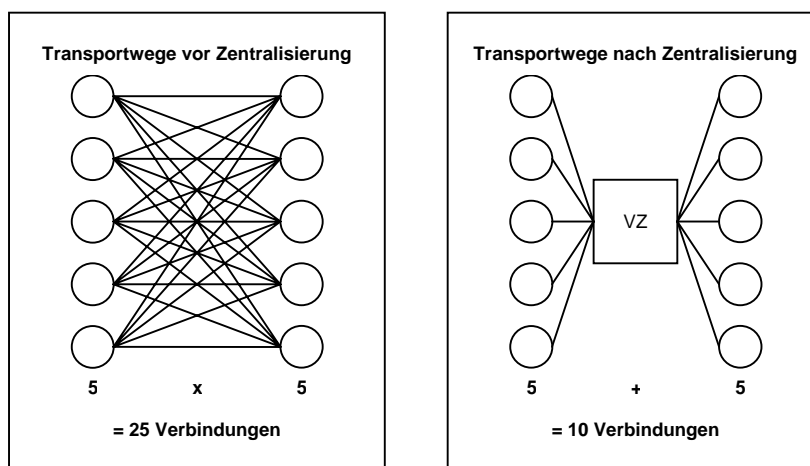 Transportwege vor Zentralisierung
5 x 5
= 25 Verbindungen
Transportwege nach Zentralisierung
VZ
5 + 5
= 10 Verbindungen